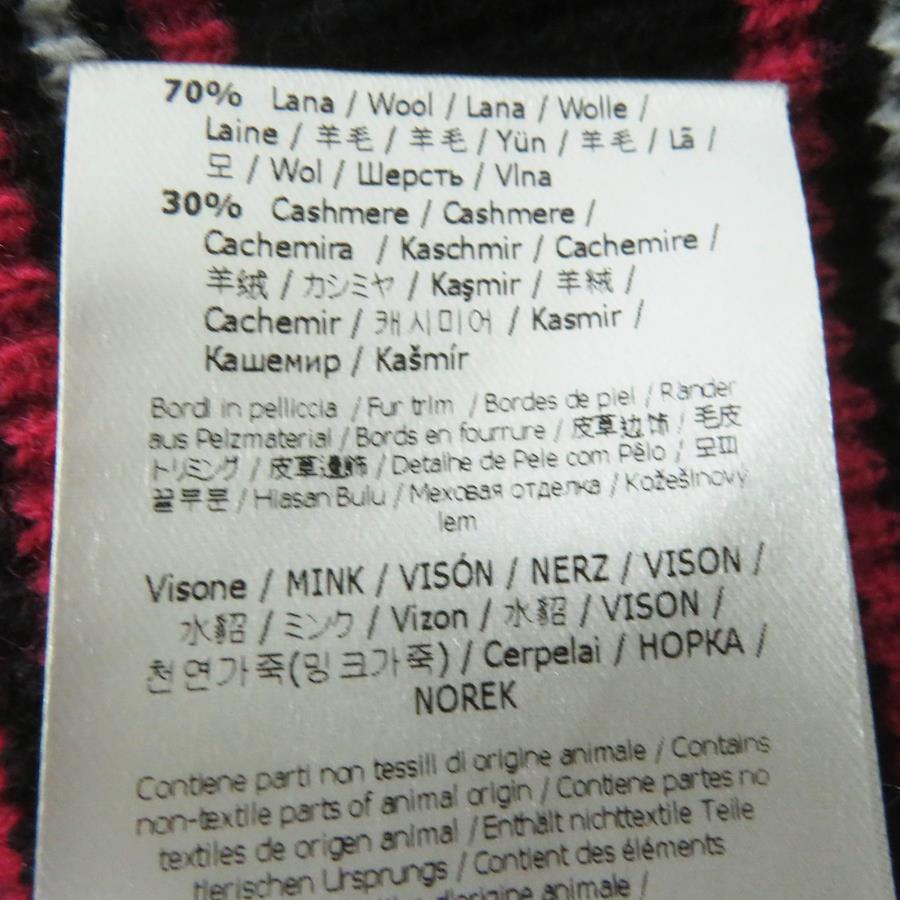 70% Lana / Wool / Lana / Wolle /
Laine / 羊毛 / 羊毛 / Yün / 羊毛 / Lã /
모 / Wol / Шерсть / Vlna
30% Cashmere / Cashmere /
Cachemira / Kaschmir / Cachemire /
羊絨 / カシミヤ / Kaşmir / 羊絨 /
Cachemir / 캐시미어 / Kasmir /
Кашемир / Kašmír
Bordi in pelliccia / Fur trim / Bordes de piel / Ränder
aus Pelzmaterial / Bords en fourrure / 皮草边饰 / 毛皮
トリミング / 皮草邊飾 / Detalhe de Pele com Pêlo / 모피
끝부분 / Hiasan Bulu / Меховая отделка / Kožešinový
lem
Visone / MINK / VISÓN / NERZ / VISON /
水貂 / ミンク / Vizon / 水貂 / VISON /
천연가죽(밍크가죽) / Cerpelai / НОРКА /
NOREK
Contiene parti non tessili di origine animale / Contains
non-textile parts of animal origin / Contiene partes no
textiles de origen animal / Enthält nichttextile Teile
tierischen Ursprungs / Contient des éléments
d'origine animale /